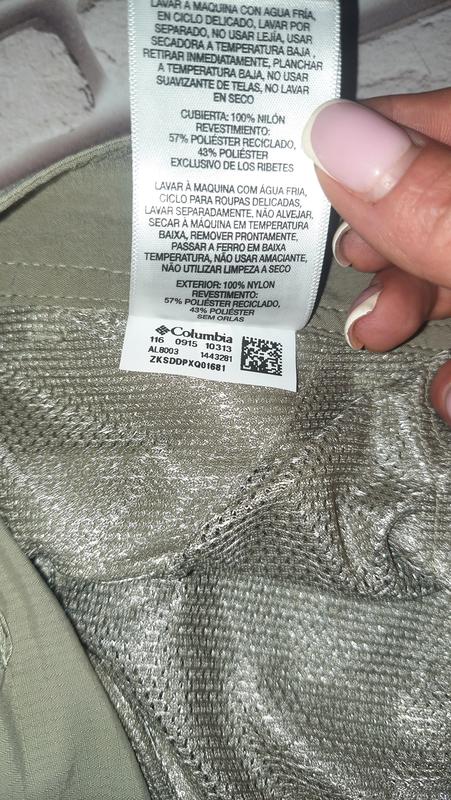 LAVAR A MAQUINA CON AGUA FRÍA,
EN CICLO DELICADO, LAVAR POR
SEPARADO, NO USAR LEJÍA, USAR
SECADORA A TEMPERATURA BAJA ,
RETIRAR INMEDIATAMENTE, PLANCHAR
A TEMPERATURA BAJA, NO USAR
SUAVIZANTE DE TELAS, NO LAVAR
EN SECO
CUBIERTA: 100% NILÓN
REVESTIMIENTO:
57% POLIÉSTER RECICLADO,
43% POLIÉSTER
EXCLUSIVO DE LOS RIBETES
LAVAR À MAQUINA COM ÁGUA FRIA,
CICLO PARA ROUPAS DELICADAS,
LAVAR SEPARADAMENTE, NÃO ALVEJAR,
SECAR À MÁQUINA EM TEMPERATURA
BAIXA, REMOVER PRONTAMENTE,
PASSAR A FERRO EM BAIXA
TEMPERATURA, NÃO USAR AMACIANTE,
NÃO UTILIZAR LIMPEZA A SECO
EXTERIOR: 100% NYLON
REVESTIMENTO:
57% POLIÉSTER RECICLADO,
43% POLIÉSTER
SEM ORLAS
Columbia
116 0915 10313
AL8003 1443281
ZKSDDPXQ01681